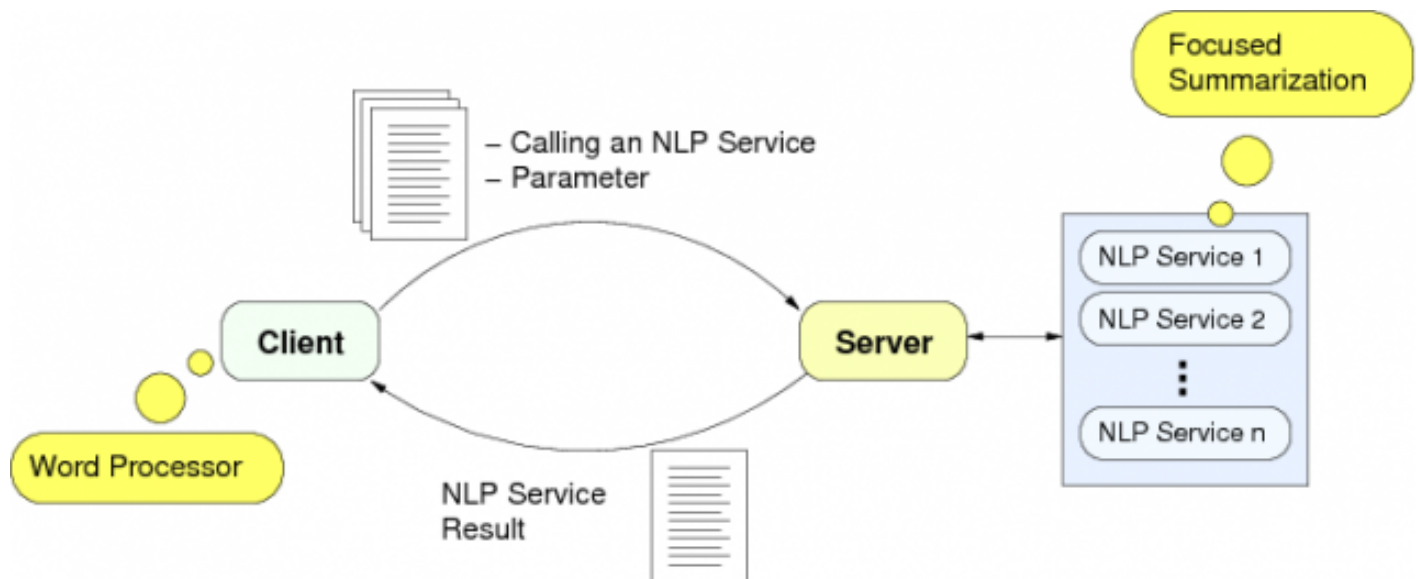 Focused
Summarization
– Calling an NLP Service
– Parameter
NLP Service 1
NLP Service 2
NLP Service n
Client
Server
Word Processor
NLP Service
Result